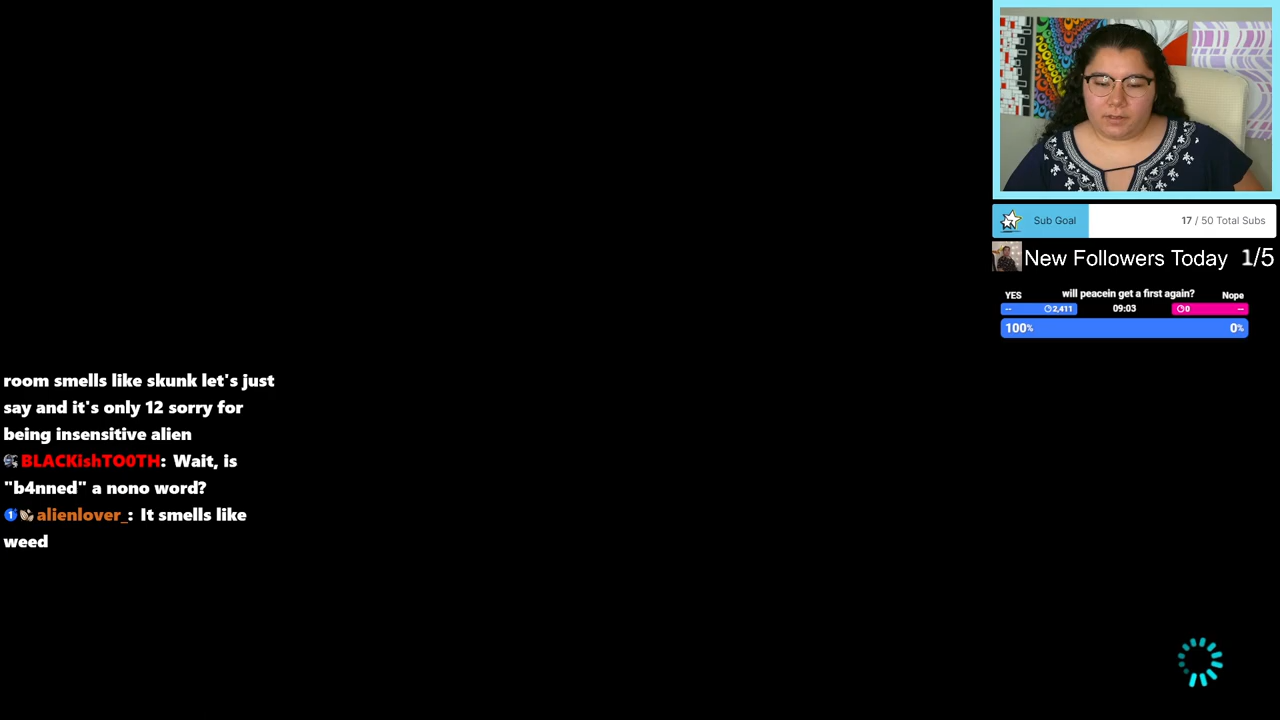 Sub Goal 17 / 50 Total Subs
New Followers Today 1/5
YES will peacein get a first again? Nope
-- 2,411 09:03 0 --
100% 0%
room smells like skunk let's just
say and it's only 12 sorry for
being insensitive alien
BLACKishTO0TH: Wait, is
"b4nned" a nono word?
1 alienlover_: It smells like
weed